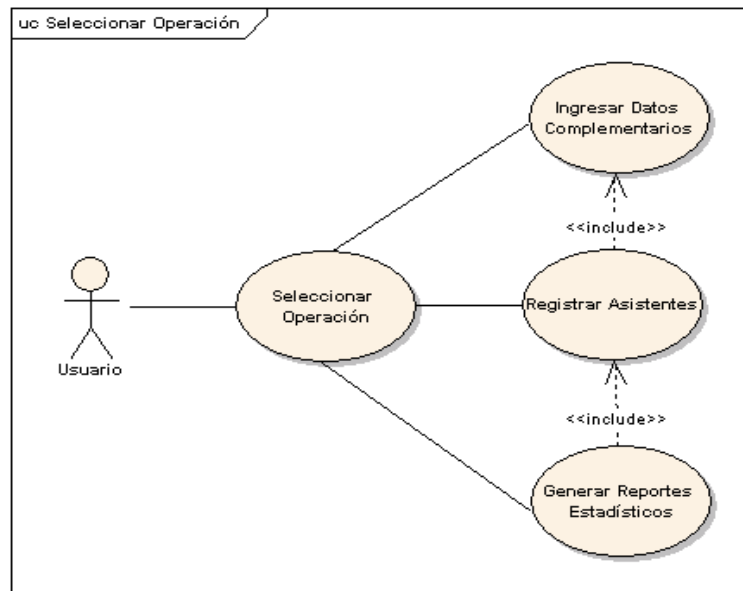 uc Seleccionar Operación
Ingresar Datos
Complementarios
<<include>>
Seleccionar
Operación
Registrar Asistentes
Usuario
<<include>>
Generar Reportes
Estadísticos